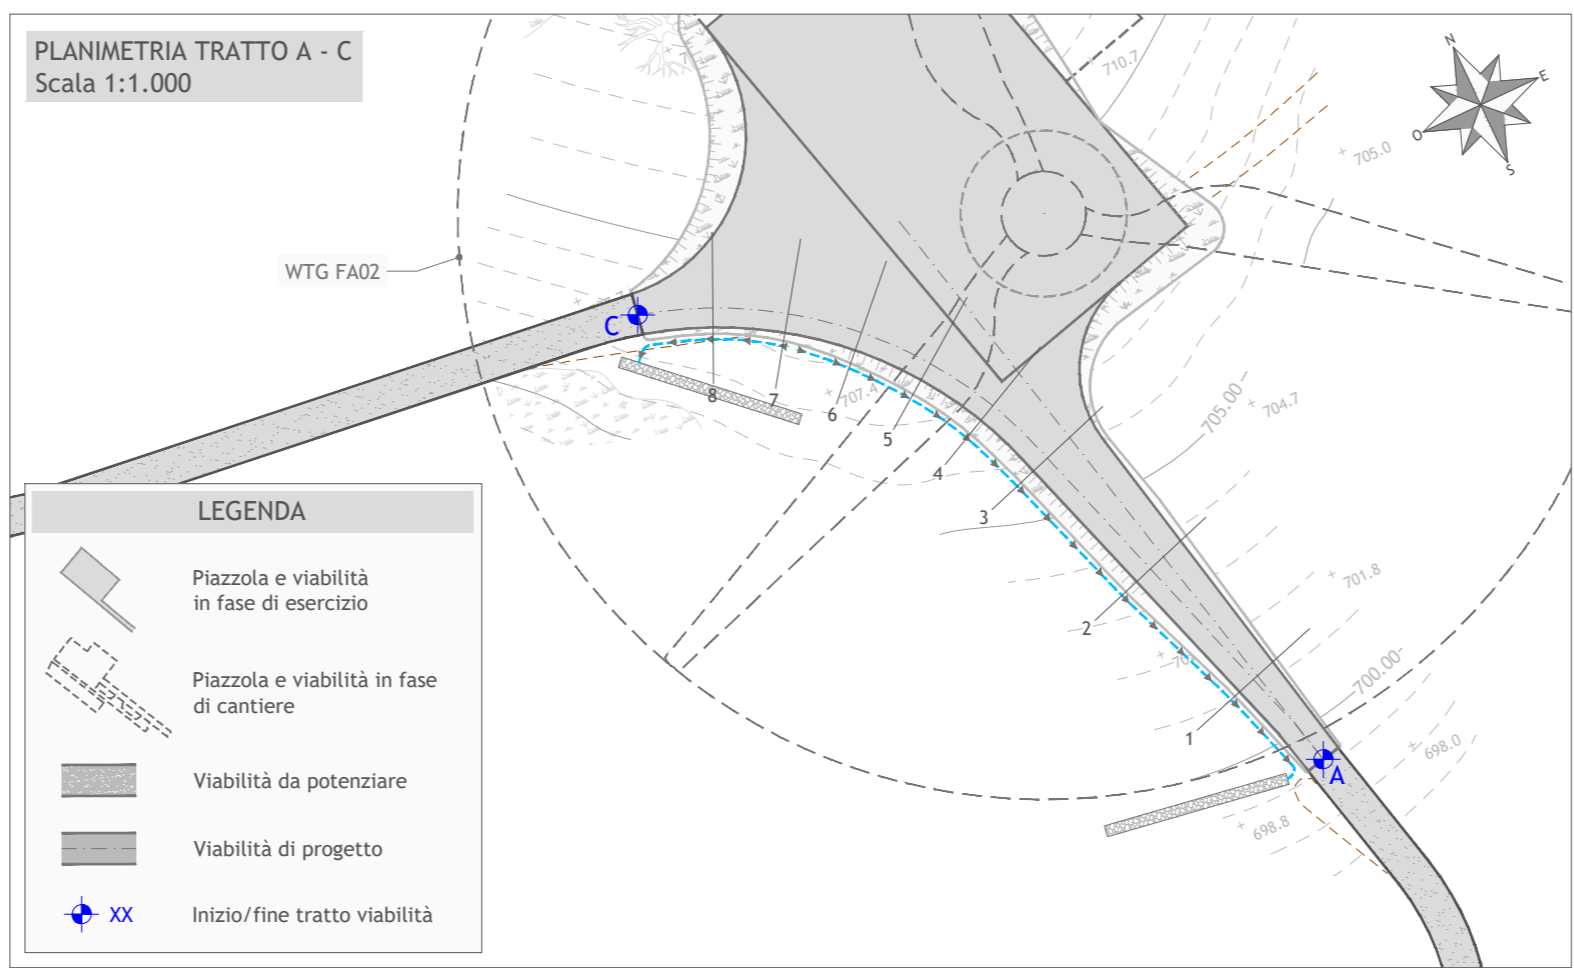 PLANIMETRIA TRATTO A - C
Scala 1:1.000
N
E
O
S
710.7
705.0
WTG FA02
C
707.4
705.00
704.7
8
7
6
5
4
3
2
1
701.8
700.00
698.0
A
698.8
LEGENDA
Piazzola e viabilità
in fase di esercizio
Piazzola e viabilità in fase
di cantiere
Viabilità da potenziare
Viabilità di progetto
XX
Inizio/fine tratto viabilità